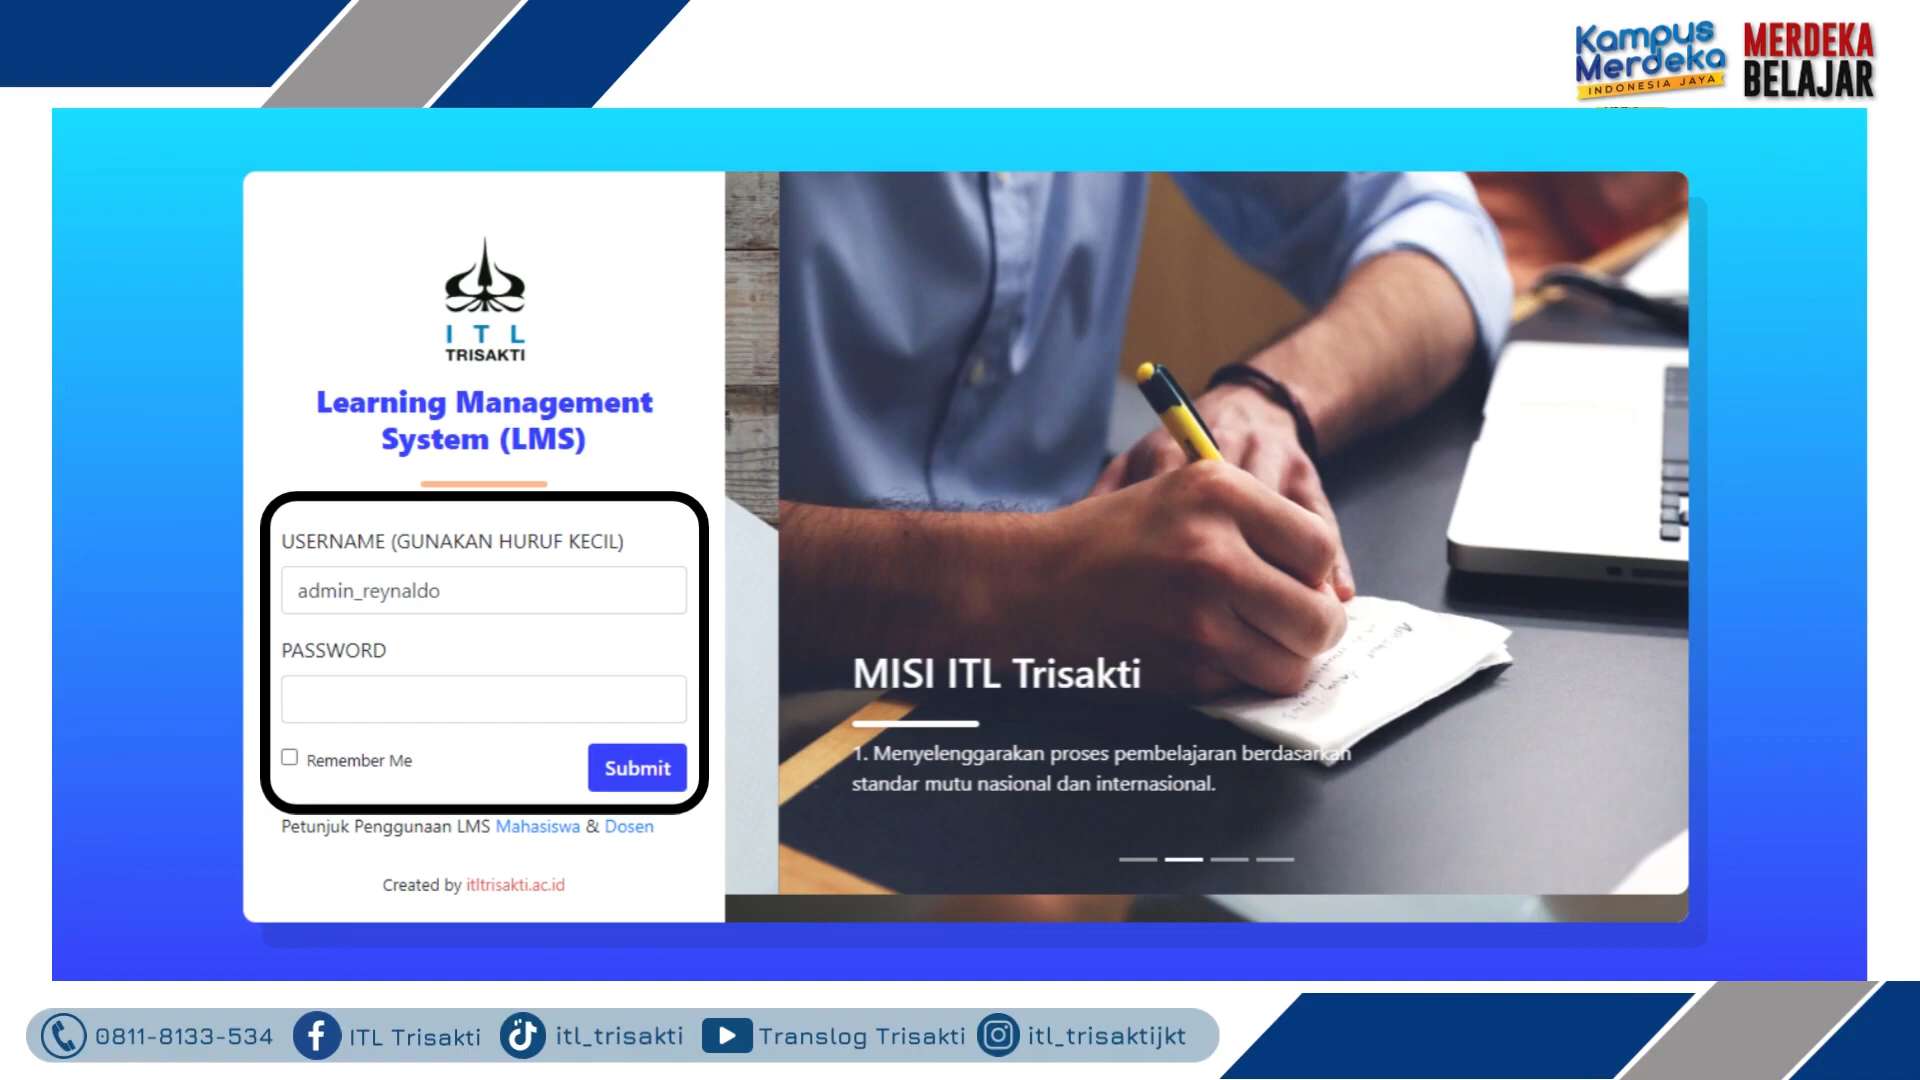 Kampus
Merdeka
INDONESIA JAYA
MERDEKA
BELAJAR
ITL
TRISAKTI
Learning Management
System (LMS)
USERNAME (GUNAKAN HURUF KECIL)
admin_reynaldo
PASSWORD
Remember Me
Submit
Petunjuk Penggunaan LMS Mahasiswa & Dosen
Created by itltrisakti.ac.id
MISI ITL Trisakti
1. Menyelenggarakan proses pembelajaran berdasarkan
standar mutu nasional dan internasional.
0811-8133-534 ITL Trisakti itl_trisakti Translog Trisakti itl_trisaktijkt